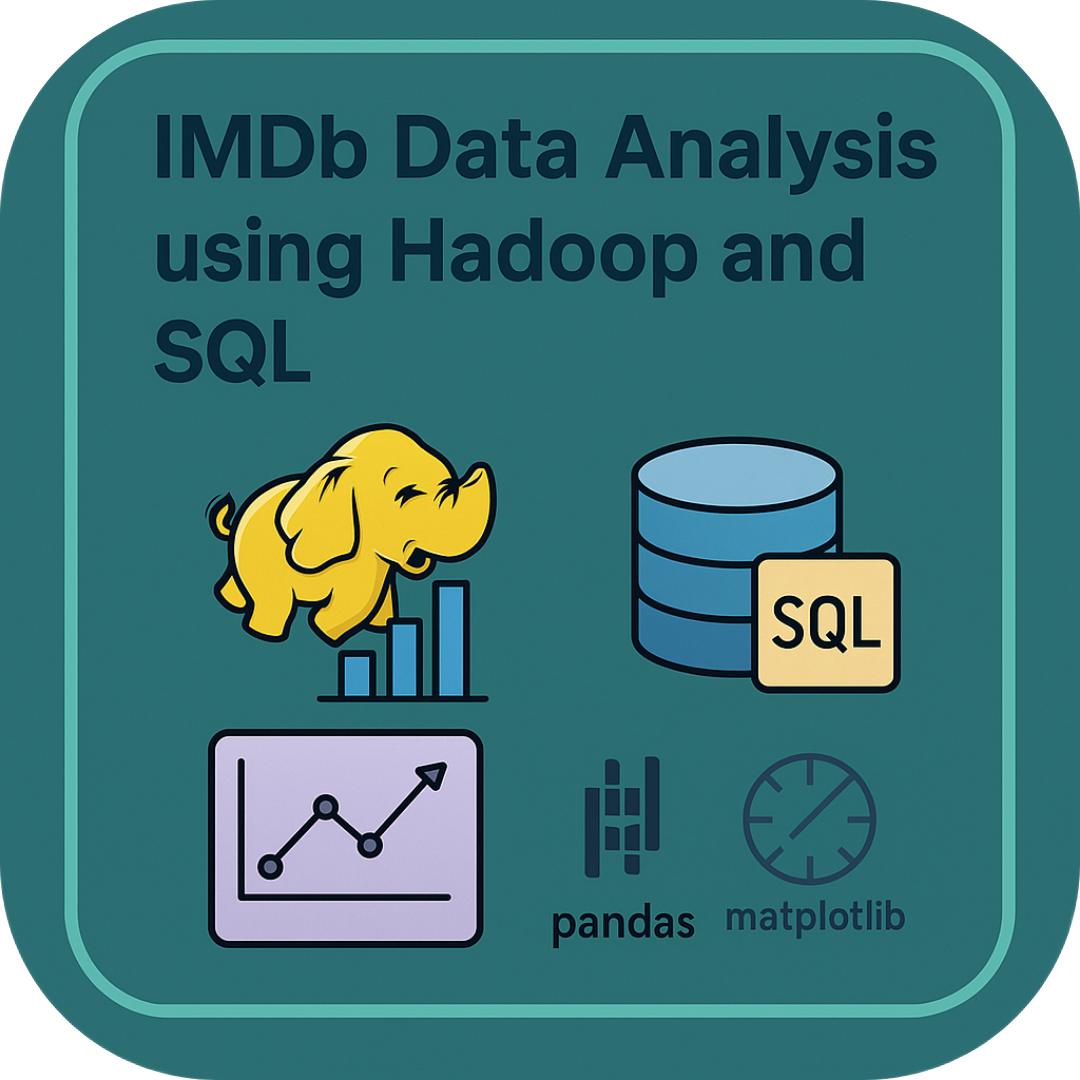 IMDb Data Analysis
using Hadoop and
SQL
SQL
pandas
matplotlib